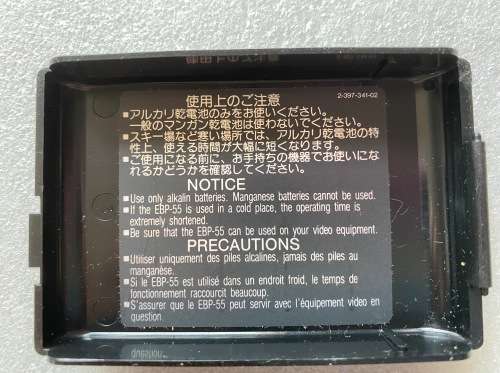 使用上のご注意
2-397-341-02
■アルカリ乾電池のみをお使いください。
一般のマンガン乾電池は使わないでください。
■スキー場など寒い場所では、アルカリ乾電池の特
性上、使える時間が大幅に短くなります。
■ご使用になる前に、お手持ちの機器でお使いにな
れるかどうかを確認してください。
NOTICE
■Use only alkalin batteries. Manganese batteries cannot be used.
■If the EBP-55 is used in a cold place, the operating time is
extremely shortened.
■Be sure that the EBP-55 can be used on your video equipment.
PRECAUTIONS
■Utiliser uniquement des piles alcalines, jamais des piles au
manganèse.
■Si le EBP-55 est utilisé dans un endroit froid, le temps de
fonctionnement raccourcit beaucoup.
■S'assurer que le EBP-55 peut servir avec l'équipement video en
question.